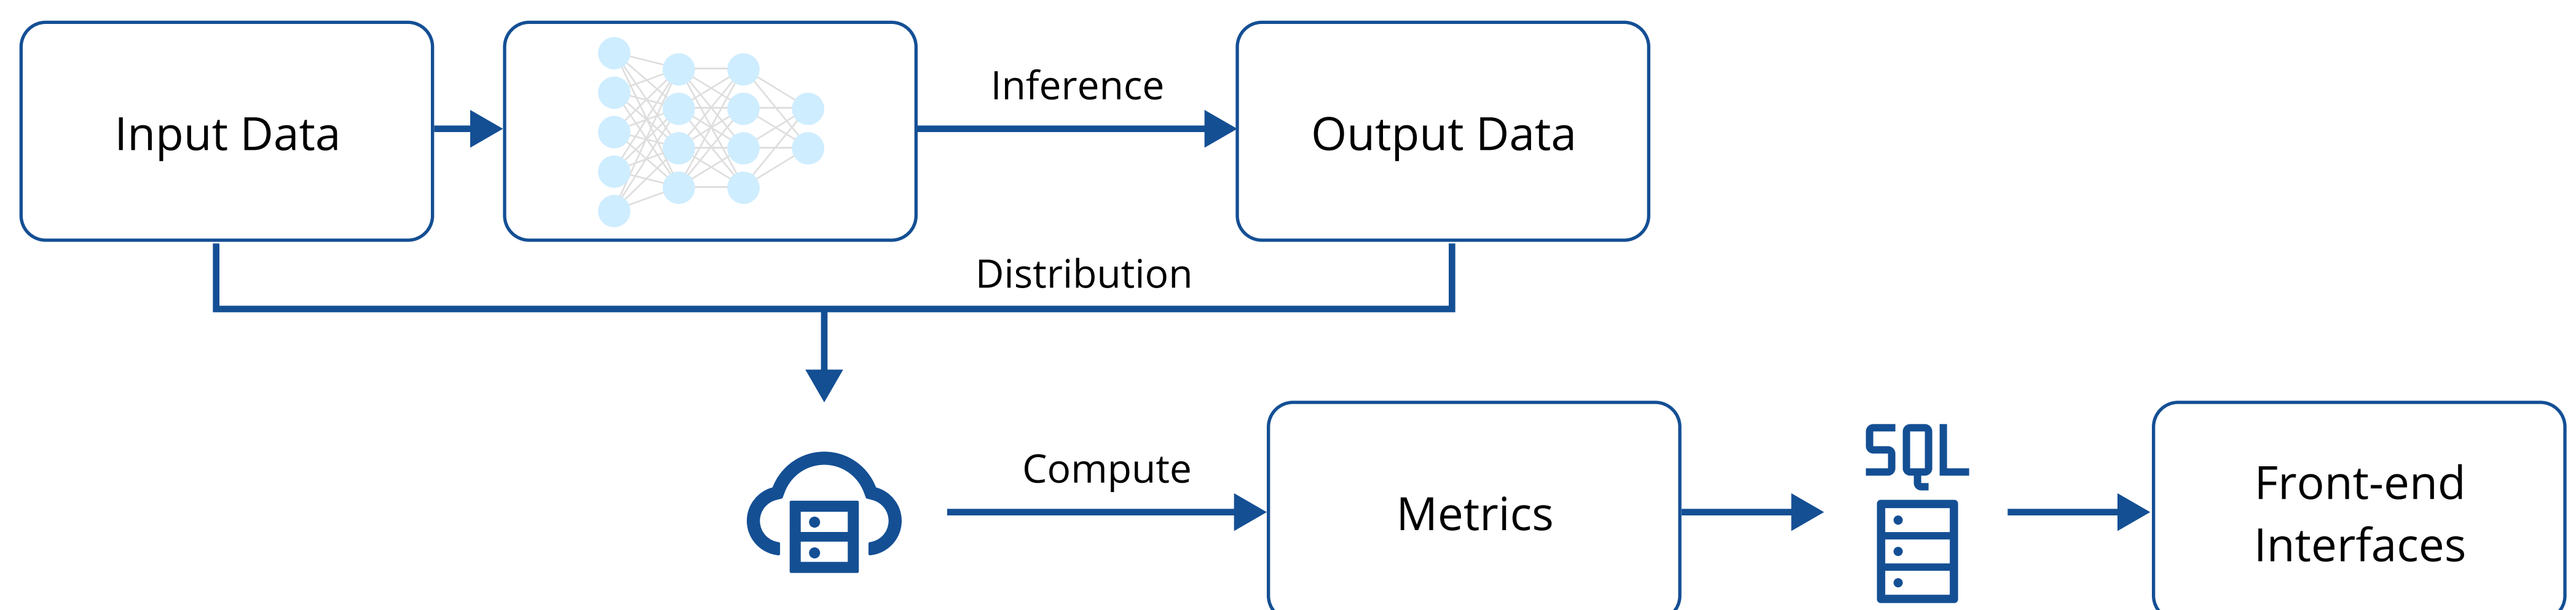 Input Data
Inference
Output Data
Distribution
Compute
Metrics
SQL
Front-end
Interfaces